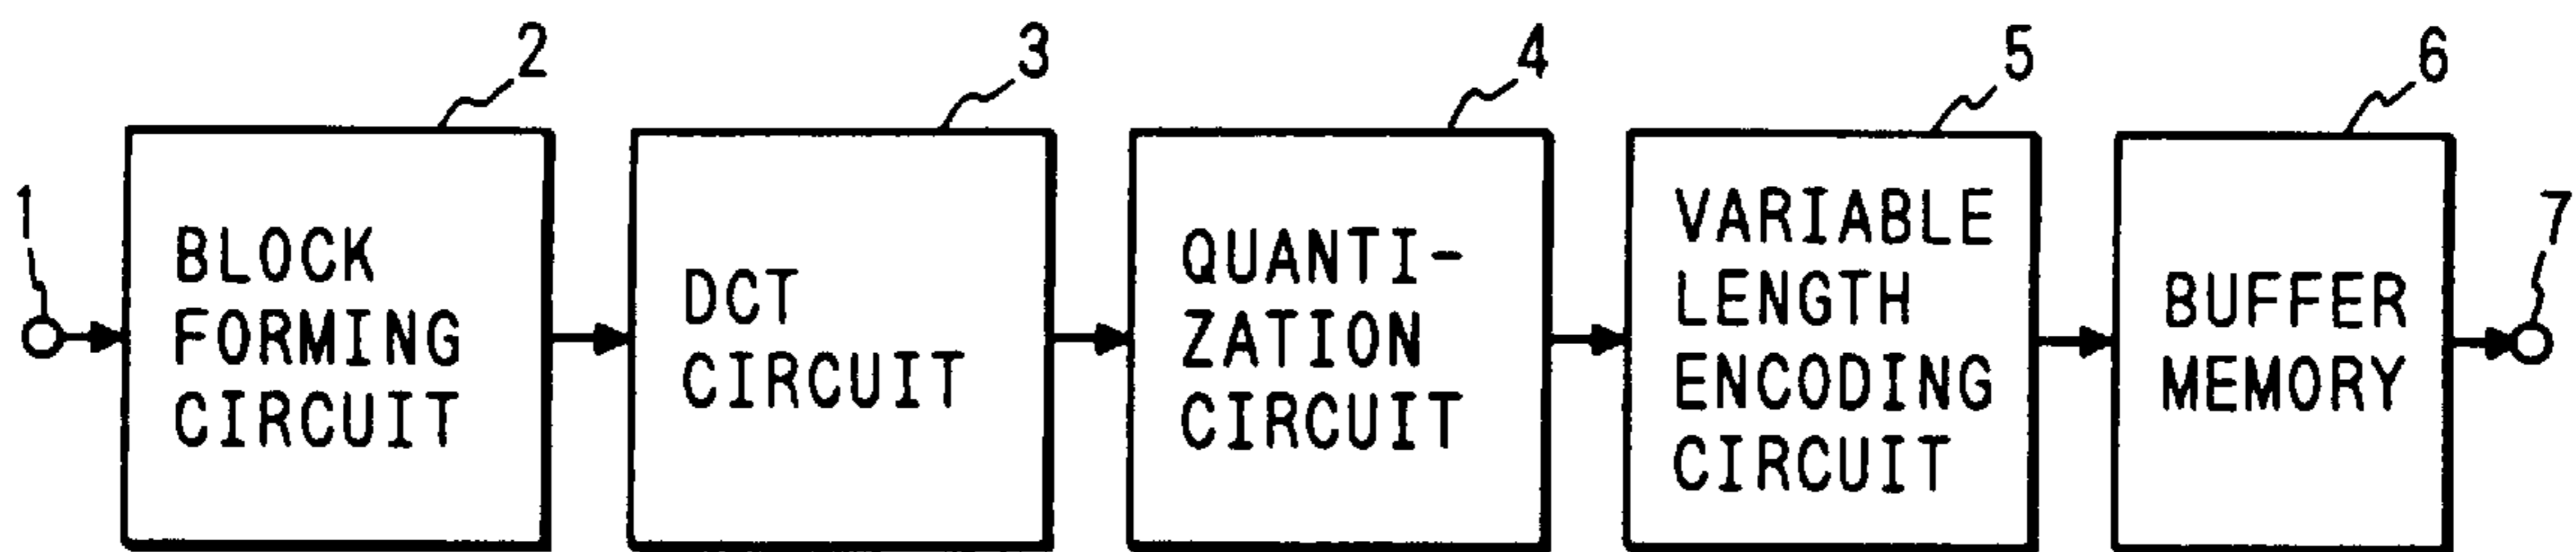 2
3
4
5
6
1
7
BLOCK
FORMING
CIRCUIT
DCT
CIRCUIT
QUANTI-
ZATION
CIRCUIT
VARIABLE
LENGTH
ENCODING
CIRCUIT
BUFFER
MEMORY